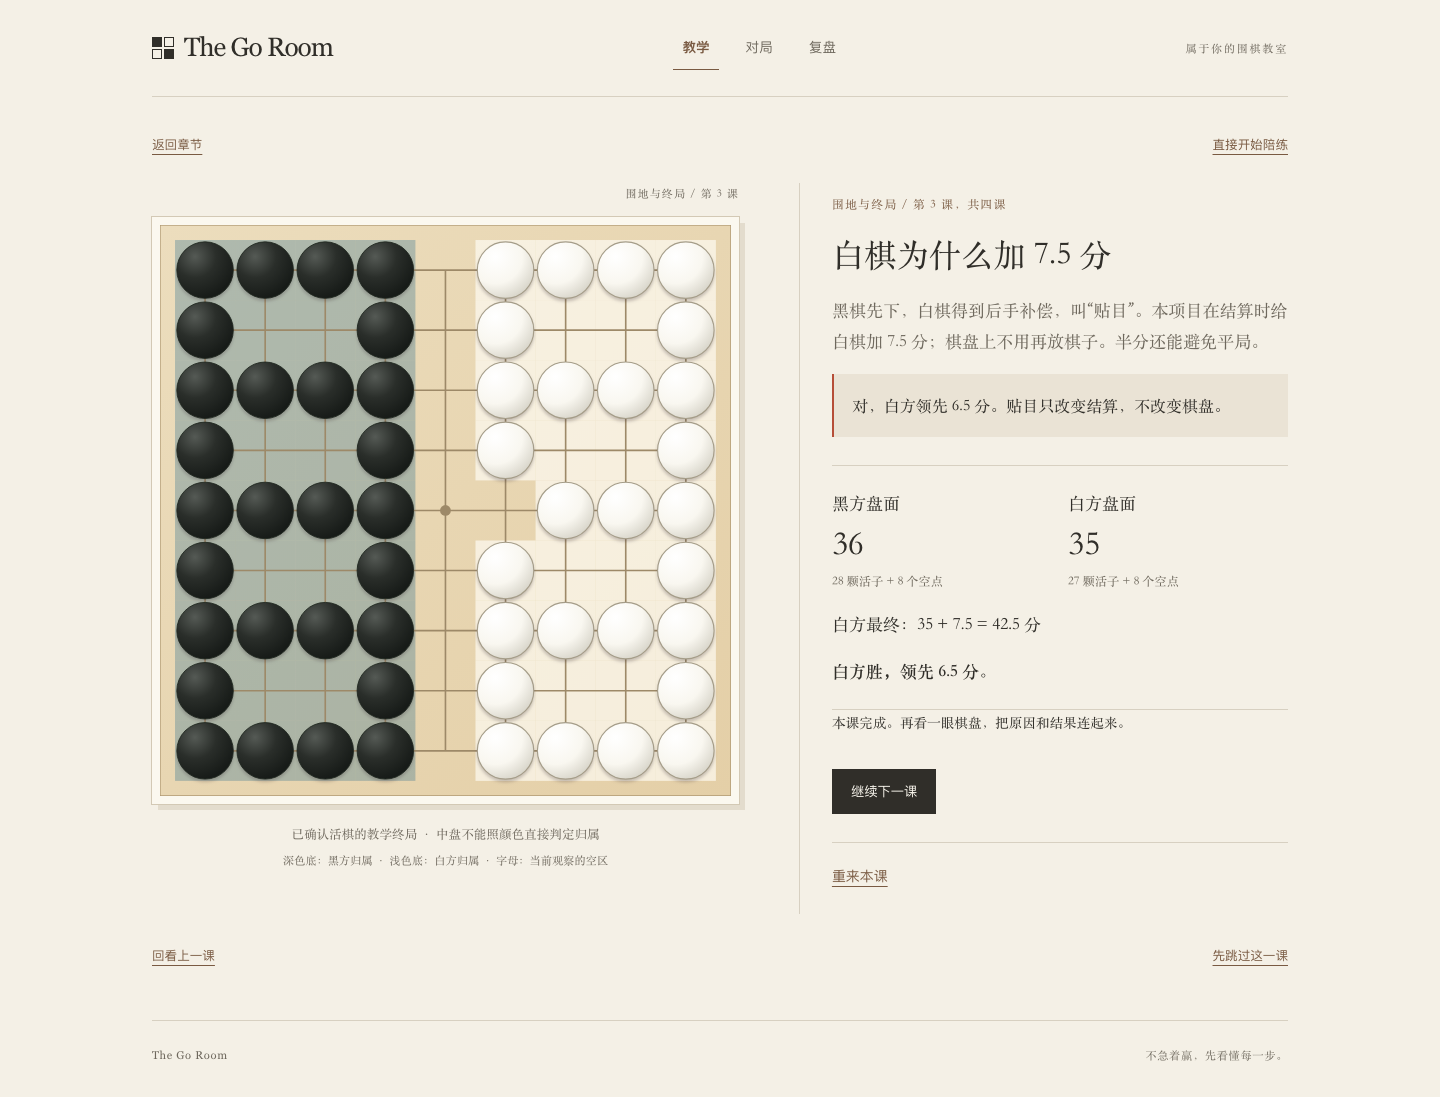 The Go Room
教学
对局
复盘
属于你的围棋教室
返回章节
直接开始陪练
围地与终局 / 第 3 课
围地与终局 / 第 3 课，共四课
白棋为什么加 7.5 分
黑棋先下，白棋得到后手补偿，叫“贴目”。本项目在结算时给
白棋加 7.5 分；棋盘上不用再放棋子。半分还能避免平局。
对，白方领先 6.5 分。贴目只改变结算，不改变棋盘。
黑方盘面
白方盘面
36
35
28 颗活子 + 8 个空点
27 颗活子 + 8 个空点
白方最终：35 + 7.5 = 42.5 分
白方胜，领先 6.5 分。
本课完成。再看一眼棋盘，把原因和结果连起来。
继续下一课
已确认活棋的教学终局 · 中盘不能照颜色直接判定归属
深色底：黑方归属 · 浅色底：白方归属 · 字母：当前观察的空区
重来本课
回看上一课
先跳过这一课
The Go Room
不急着赢，先看懂每一步。